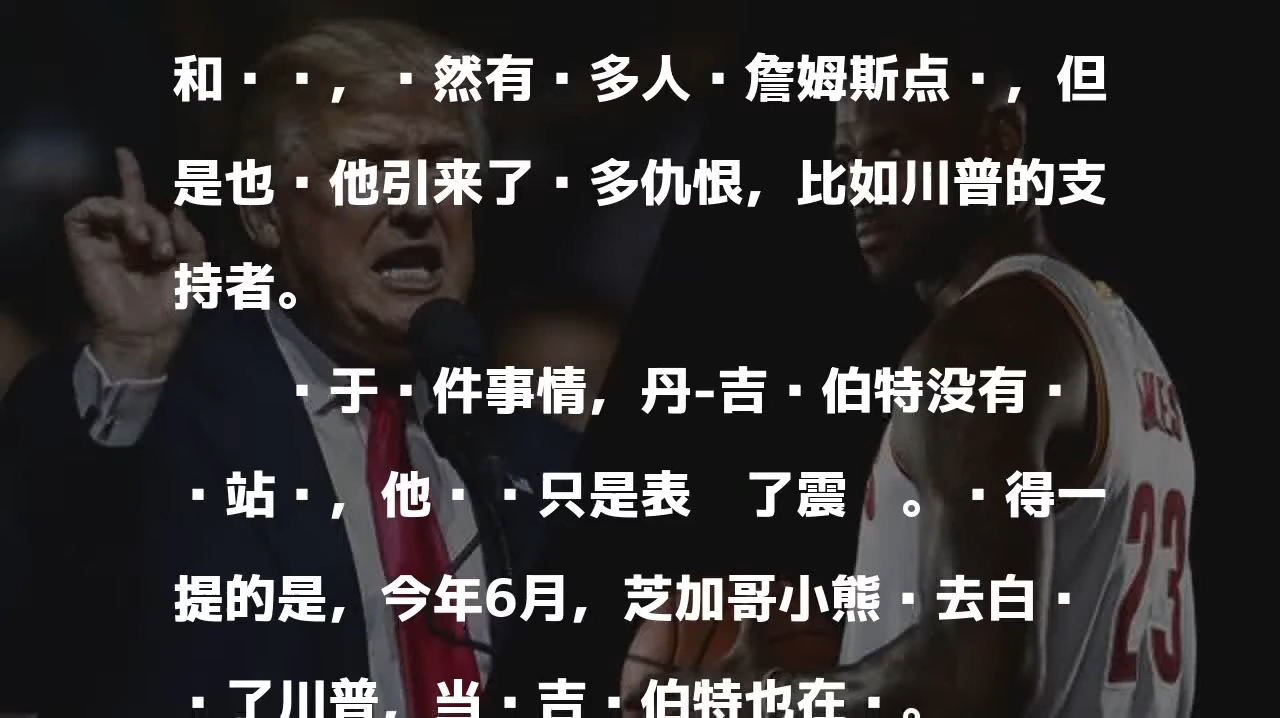 和··，·然有·多人·詹姆斯点·，但
是也·他引来了·多仇恨，比如川普的支
持者。
·于·件事情，丹-吉·伯特没有·
·站·，他··只是表　了震　。·得一
提的是，今年6月，芝加哥小熊·去白·
·了川普，当·吉·伯特也在·。
23